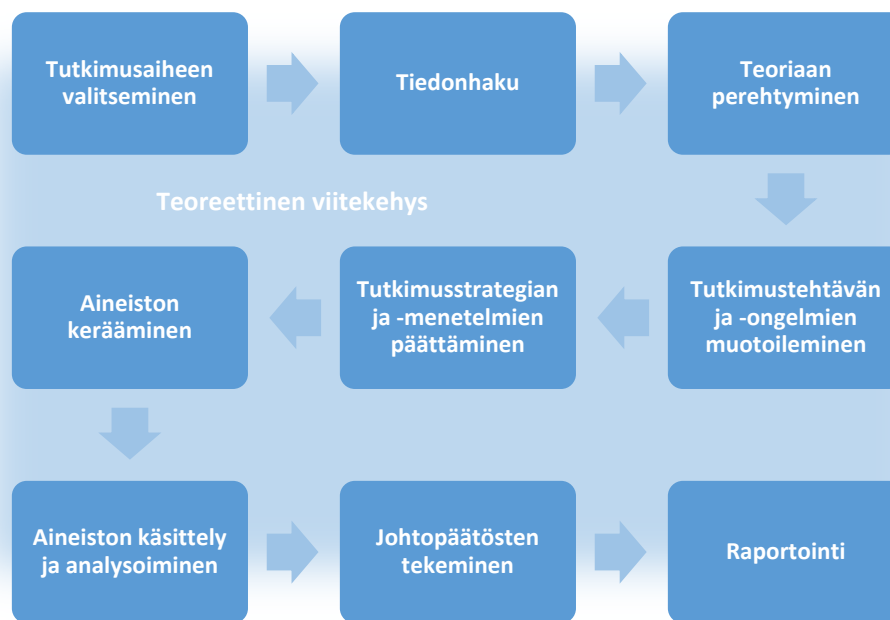 Tutkimusaiheen
valitseminen
Tiedonhaku
Teoriaan
perehtyminen
Teoreettinen viitekehys
Tutkimustehtävän
ja -ongelmien
muotoileminen
Tutkimusstrategian
ja -menetelmien
päättäminen
Aineiston
kerääminen
Aineiston käsittely
ja analysoiminen
Johtopäätösten
tekeminen
Raportointi